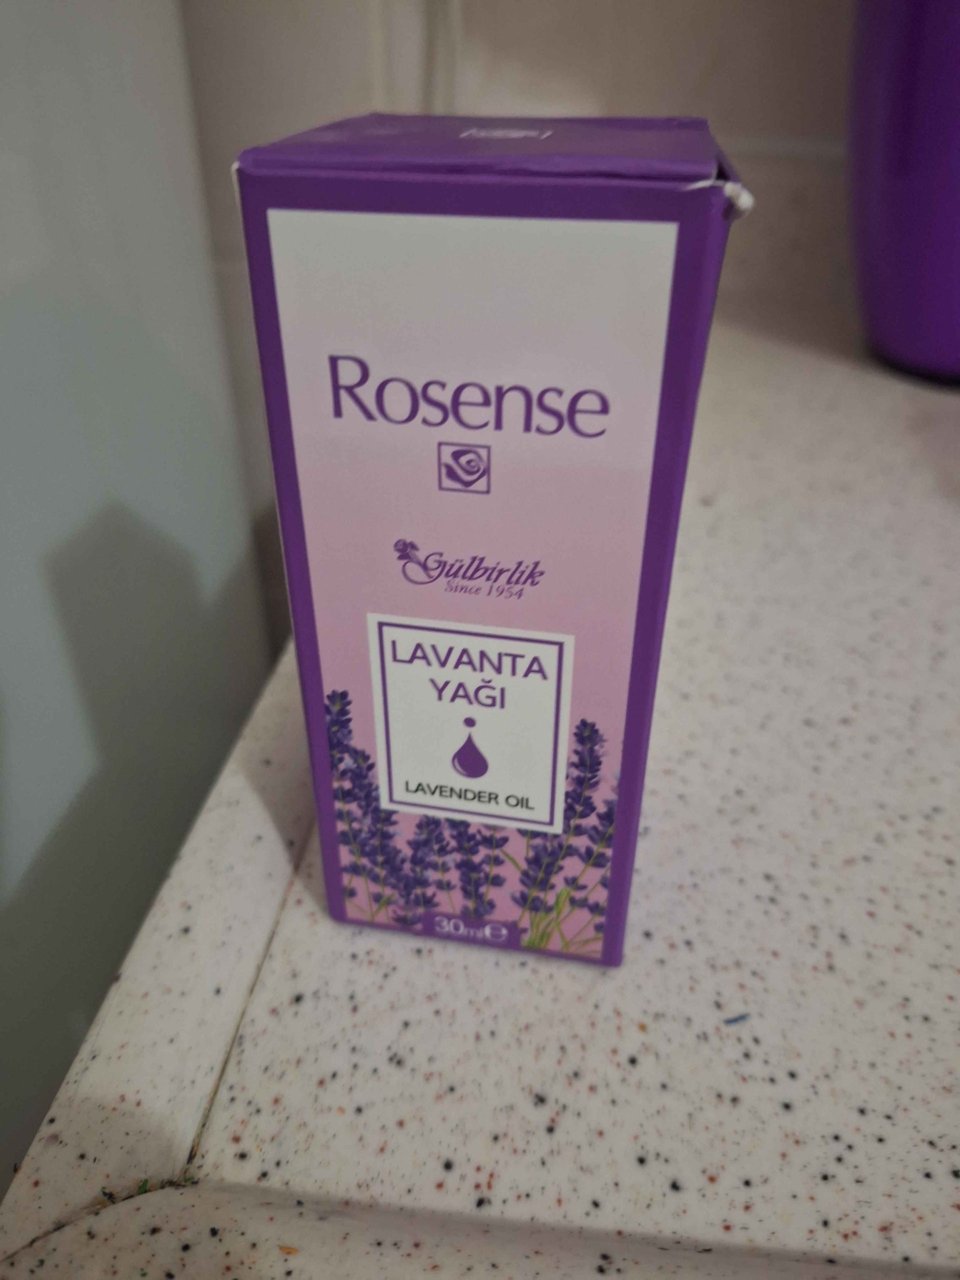 Rosense
Gülbirlik
Since 1954
LAVANTA
YAĞI
LAVENDER OIL
30ml ℮